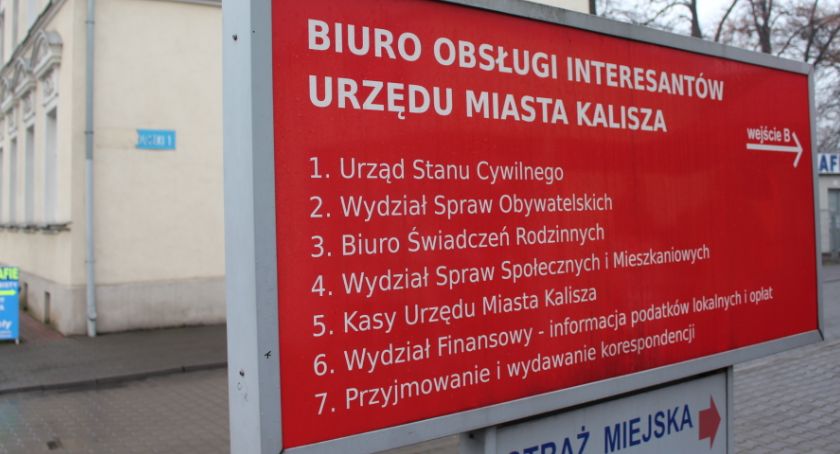 BIURO OBSŁUGI INTERESANTÓW
URZĘDU MIASTA KALISZA
wejście B
1. Urząd Stanu Cywilnego
2. Wydział Spraw Obywatelskich
3. Biuro Świadczeń Rodzinnych
4. Wydział Spraw Społecznych i Mieszkaniowych
5. Kasy Urzędu Miasta Kalisza
6. Wydział Finansowy - informacja podatków lokalnych i opłat
7. Przyjmowanie i wydawanie korespondencji
STRAŻ MIEJSKA
AF